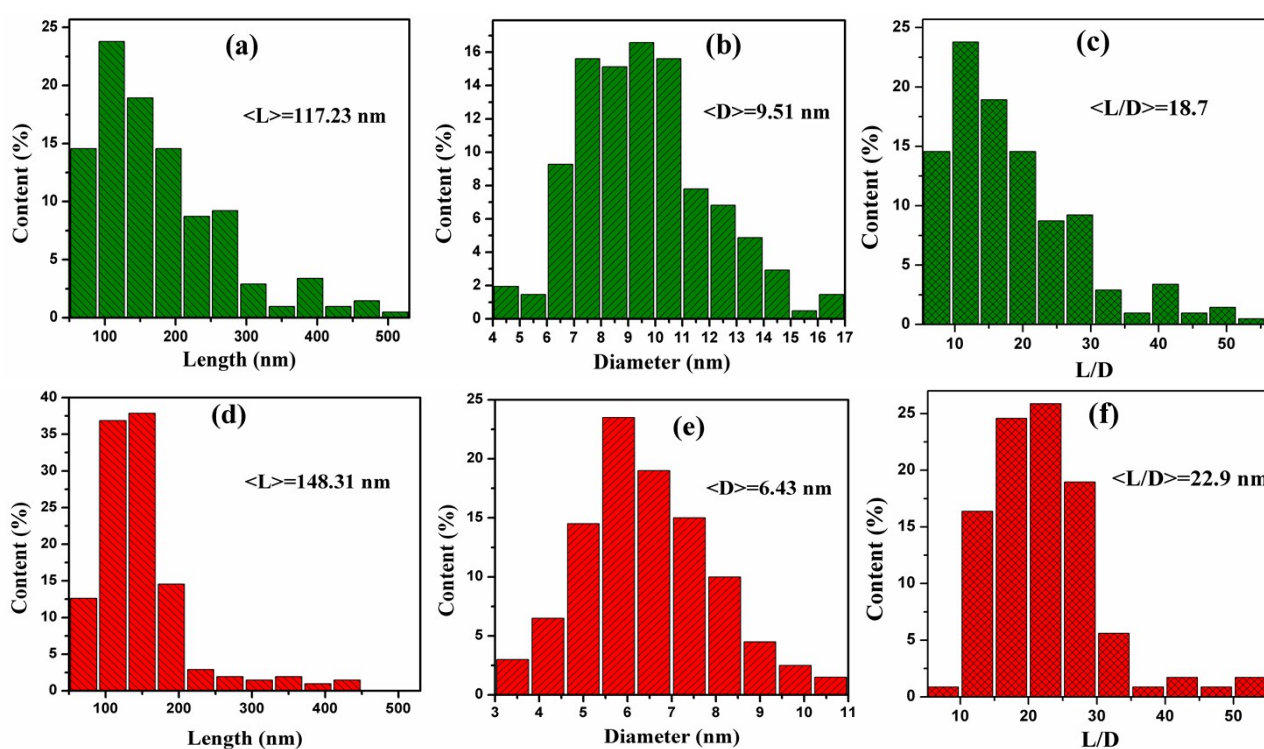 (a)
<L>=117.23 nm
Content (%)
25
20
15
10
5
0
100 200 300 400 500
Length (nm)
(b)
<D>=9.51 nm
Content (%)
16
14
12
10
8
6
4
2
0
4 5 6 7 8 9 10 11 12 13 14 15 16 17
Diameter (nm)
(c)
<L/D>=18.7
Content (%)
25
20
15
10
5
0
10 20 30 40 50
L/D
(d)
<L>=148.31 nm
Content (%)
40
35
30
25
20
15
10
5
0
100 200 300 400 500
Length (nm)
(e)
<D>=6.43 nm
Content (%)
25
20
15
10
5
0
3 4 5 6 7 8 9 10 11
Diameter (nm)
(f)
<L/D>=22.9 nm
Content (%)
25
20
15
10
5
0
10 20 30 40 50
L/D